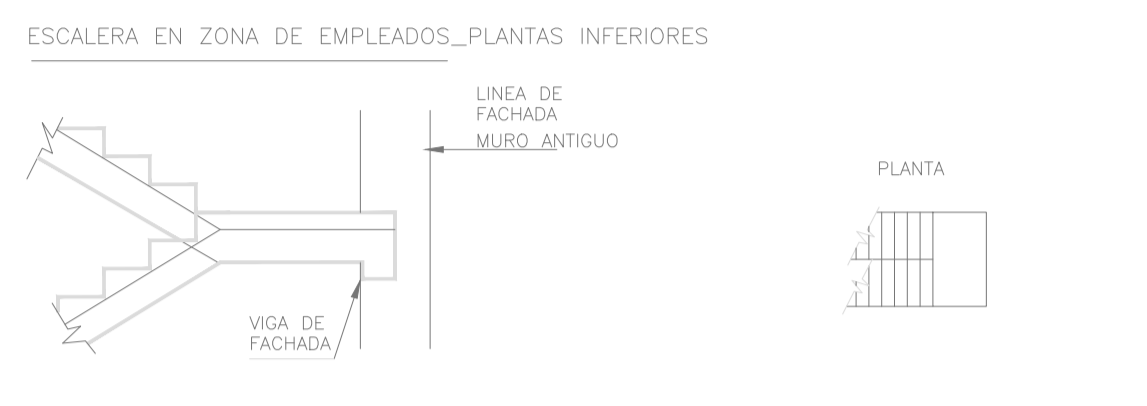 ESCALERA EN ZONA DE EMPLEADOS_PLANTAS INFERIORES
LINEA DE
FACHADA
MURO ANTIGUO
PLANTA
VIGA DE
FACHADA